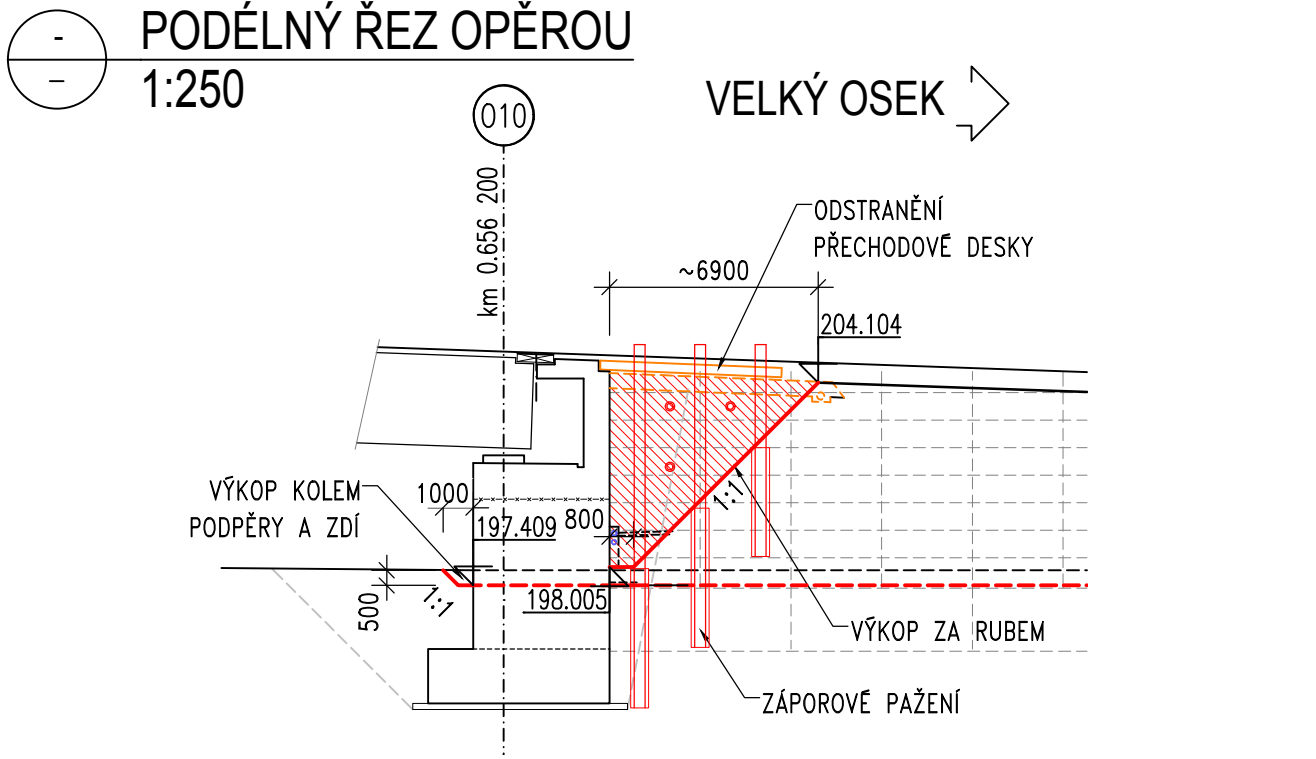 -
–
PODÉLNÝ ŘEZ OPĚROU
1:250
VELKÝ OSEK
010
km 0.656 200
ODSTRANĚNÍ
PŘECHODOVÉ DESKY
~6900
204.104
VÝKOP KOLEM
PODPĚRY A ZDÍ
1000
197.409
800
1:1
500
1:1
198.005
VÝKOP ZA RUBEM
ZÁPOROVÉ PAŽENÍ